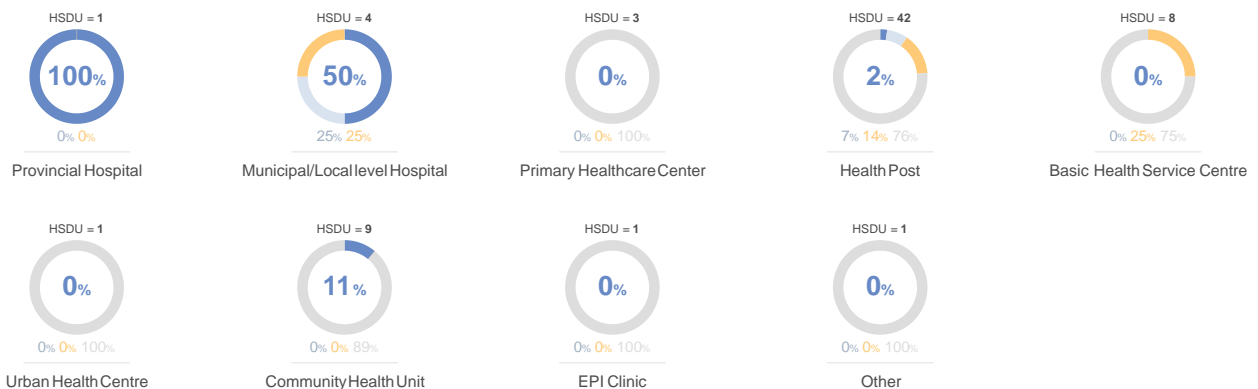 HSDU = 1
HSDU = 4
HSDU = 3
HSDU = 42
HSDU = 8
100%
50%
0%
2%
0%
0% 0%
25% 25%
0% 0% 100%
7% 14% 76%
0% 25% 75%
Provincial Hospital
Municipal/Local level Hospital
Primary Healthcare Center
Health Post
Basic Health Service Centre
HSDU = 1
HSDU = 9
HSDU = 1
HSDU = 1
0%
11%
0%
0%
0% 0% 100%
0% 0% 89%
0% 0% 100%
0% 0% 100%
Urban Health Centre
Community Health Unit
EPI Clinic
Other